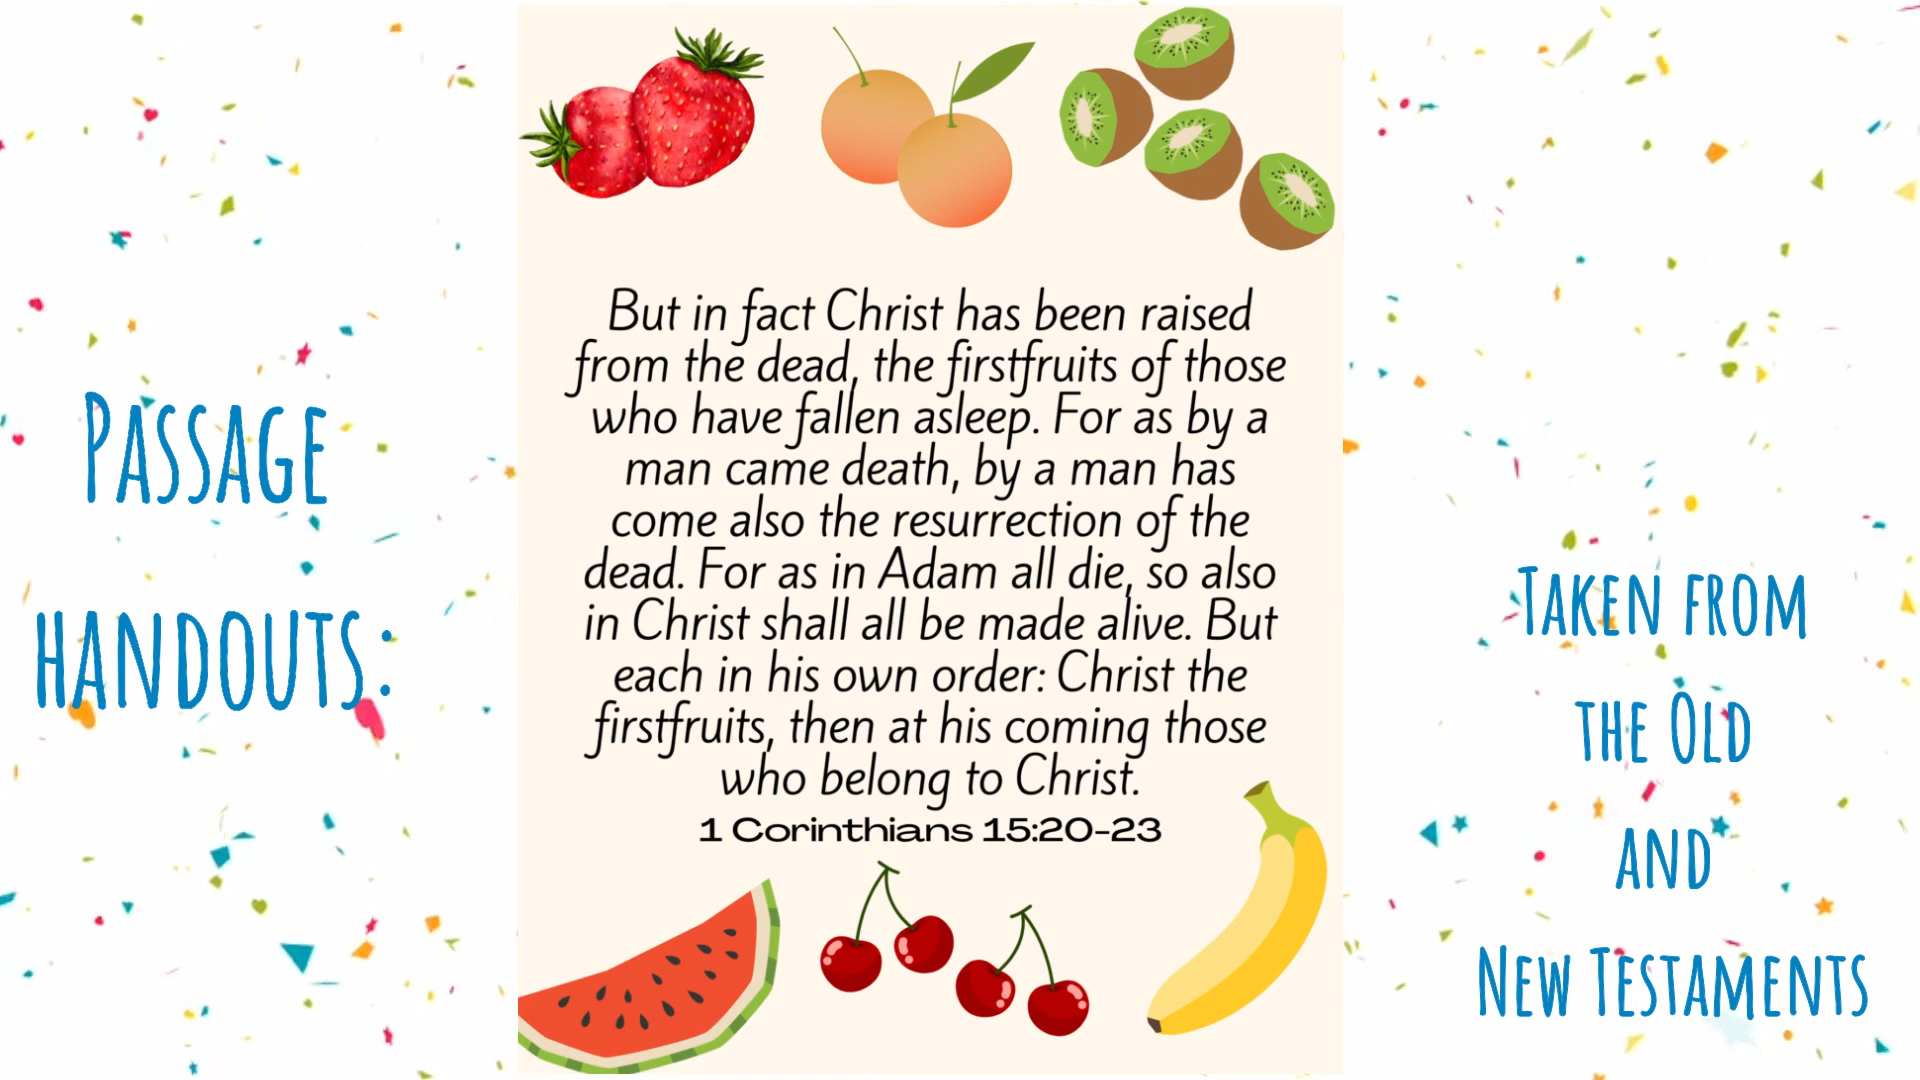 Passage
handouts:
But in fact Christ has been raised
from the dead, the firstfruits of those
who have fallen asleep. For as by a
man came death, by a man has
come also the resurrection of the
dead. For as in Adam all die, so also
in Christ shall all be made alive. But
each in his own order: Christ the
firstfruits, then at his coming those
who belong to Christ.
1 Corinthians 15:20-23
Taken from
the Old
and
New Testaments